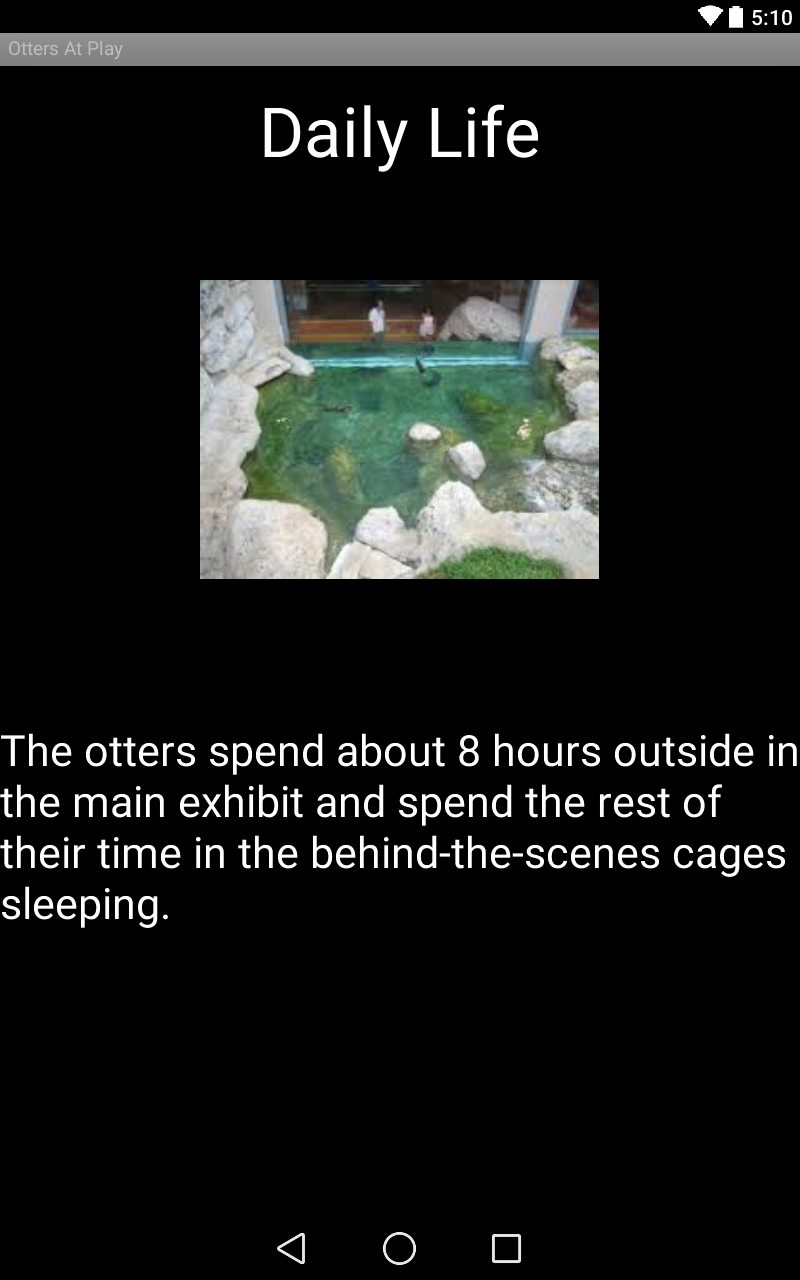 5:10
Otters At Play
Daily Life
The otters spend about 8 hours outside in
the main exhibit and spend the rest of
their time in the behind-the-scenes cages
sleeping.